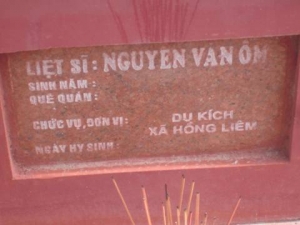 LIỆT SĨ : NGUYỄN VĂN ÔM
SINH NĂM :
QUÊ QUÁN :
CHỨC VỤ, ĐƠN VỊ : DU KÍCH
XÃ HỒNG LIÊM
NGÀY HY SINH